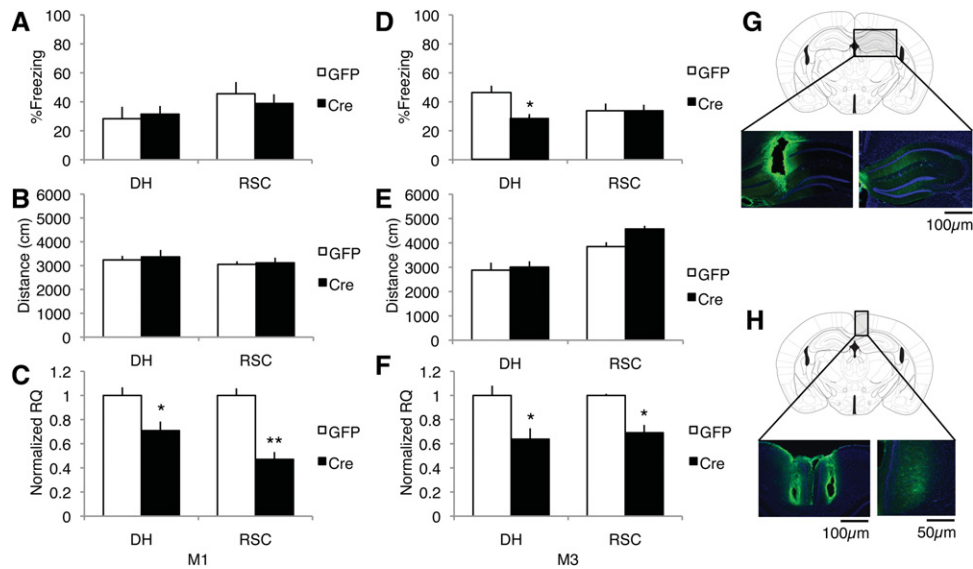 A
100
80
60
40
20
0
%Freezing
DH
RSC
GFP
Cre
B
6000
5000
4000
3000
2000
1000
0
Distance (cm)
DH
RSC
GFP
Cre
C
1.2
1
0.8
0.6
0.4
0.2
0
Normalized RQ
*
**
DH
RSC
M1
GFP
Cre
D
100
80
60
40
20
0
%Freezing
*
DH
RSC
GFP
Cre
E
6000
5000
4000
3000
2000
1000
0
Distance (cm)
DH
RSC
GFP
Cre
F
1.2
1
0.8
0.6
0.4
0.2
0
Normalized RQ
*
*
DH
RSC
M3
GFP
Cre
G
100µm
H
100µm
50µm